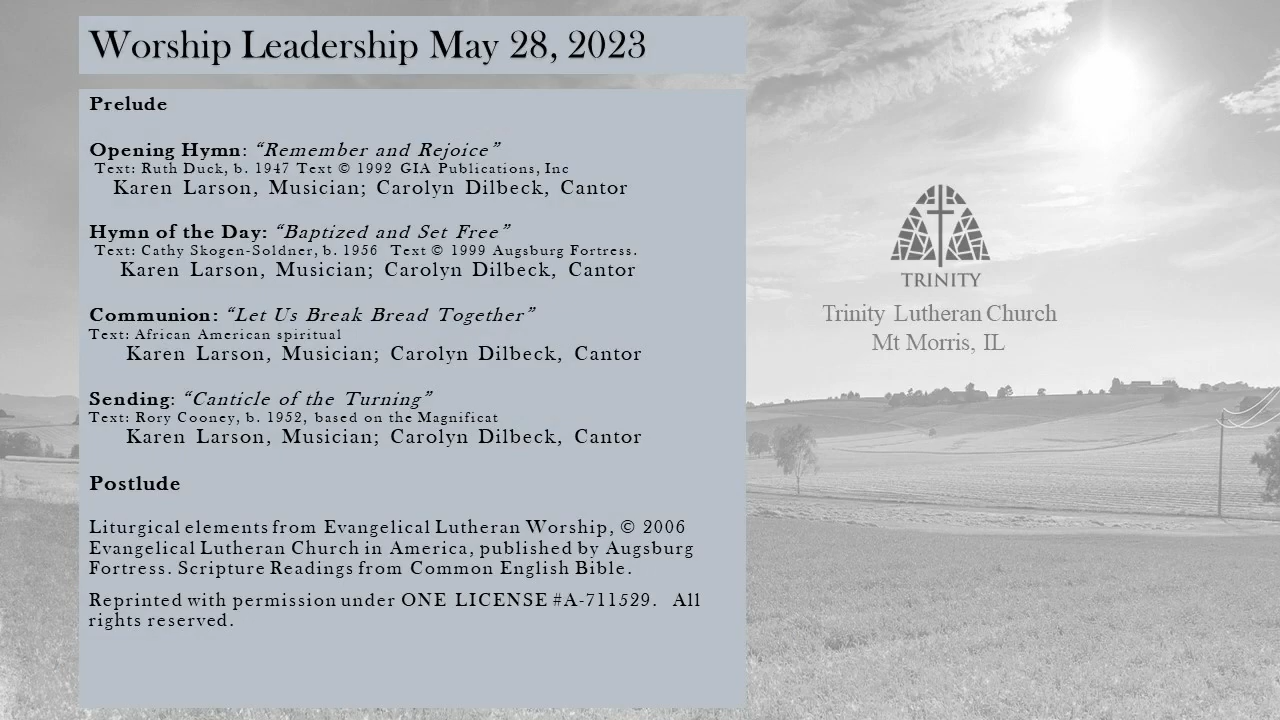 Worship Leadership May 28, 2023
Prelude
Opening Hymn: “Remember and Rejoice”
Text: Ruth Duck, b. 1947 Text © 1992 GIA Publications, Inc
Karen Larson, Musician; Carolyn Dilbeck, Cantor
Hymn of the Day: “Baptized and Set Free”
Text: Cathy Skogen-Soldner, b. 1956 Text © 1999 Augsburg Fortress.
Karen Larson, Musician; Carolyn Dilbeck, Cantor
Communion: “Let Us Break Bread Together”
Text: African American spiritual
Karen Larson, Musician; Carolyn Dilbeck, Cantor
Sending: “Canticle of the Turning”
Text: Rory Cooney, b. 1952, based on the Magnificat
Karen Larson, Musician; Carolyn Dilbeck, Cantor
Postlude
Liturgical elements from Evangelical Lutheran Worship, © 2006
Evangelical Lutheran Church in America, published by Augsburg
Fortress. Scripture Readings from Common English Bible.
Reprinted with permission under ONE LICENSE #A-711529. All
rights reserved.
TRINITY
Trinity Lutheran Church
Mt Morris, IL